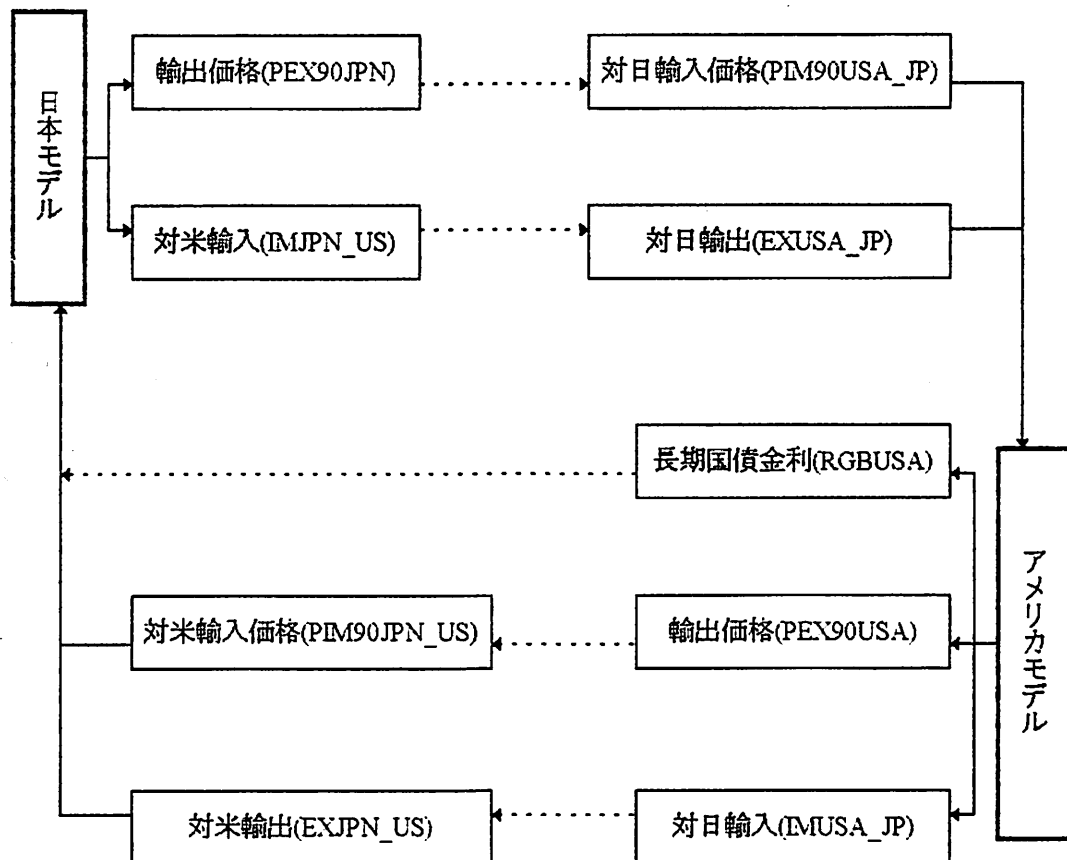 日本モデル
輸出価格(PEX90JPN)
対日輸入価格(PIM90USA_JP)
対米輸入(IMJPN_US)
対日輸出(EXUSA_JP)
長期国債金利(RGBUSA)
アメリカモデル
対米輸入価格(PIM90JPN_US)
輸出価格(PEX90USA)
対米輸出(EXJPN_US)
対日輸入(IMUSA_JP)